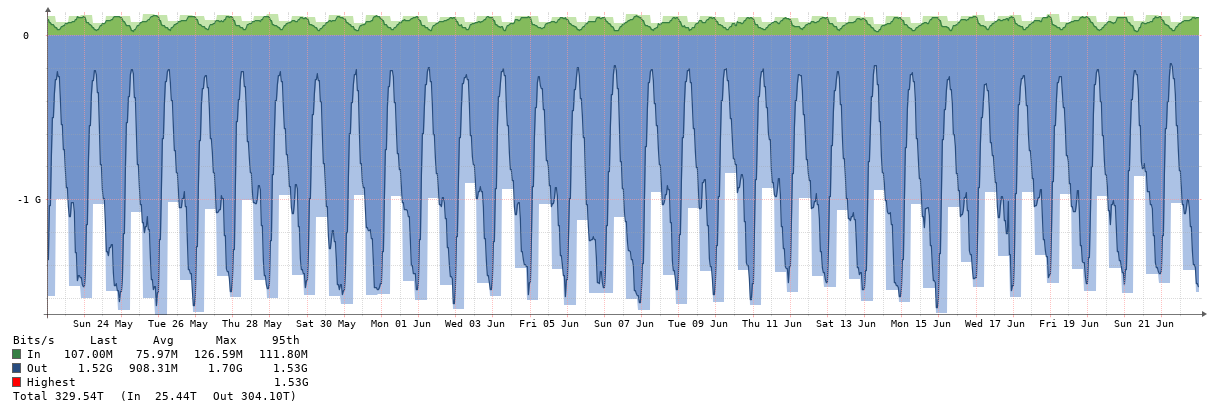 0
-1 G
Sun 24 May Tue 26 May Thu 28 May Sat 30 May Mon 01 Jun Wed 03 Jun Fri 05 Jun Sun 07 Jun Tue 09 Jun Thu 11 Jun Sat 13 Jun Mon 15 Jun Wed 17 Jun Fri 19 Jun Sun 21 Jun
Bits/s Last Avg Max 95th
In 107.00M 75.97M 126.59M 111.80M
Out 1.52G 908.31M 1.70G 1.53G
Highest 1.53G
Total 329.54T (In 25.44T Out 304.10T)